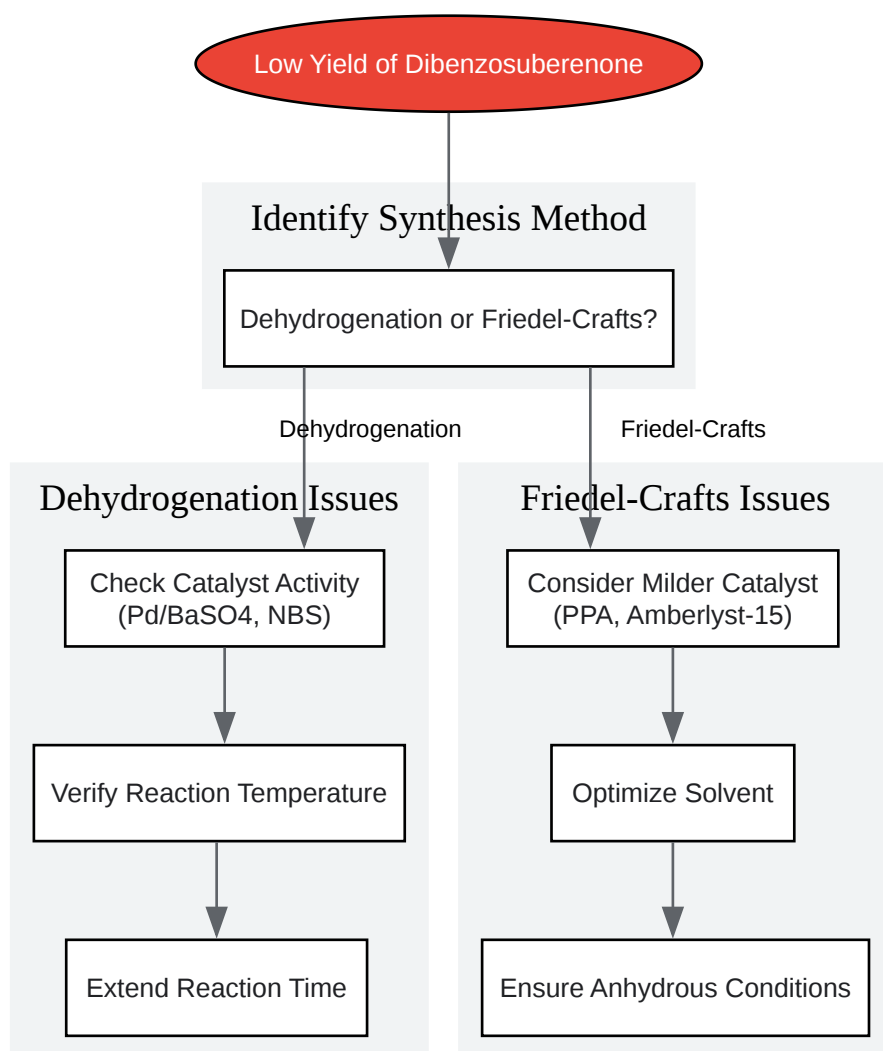 Low Yield of Dibenzosuberenone
Identify Synthesis Method
Dehydrogenation or Friedel-Crafts?
Dehydrogenation
Friedel-Crafts
Dehydrogenation Issues
Check Catalyst Activity
(Pd/BaSO4, NBS)
Verify Reaction Temperature
Extend Reaction Time
Friedel-Crafts Issues
Consider Milder Catalyst
(PPA, Amberlyst-15)
Optimize Solvent
Ensure Anhydrous Conditions